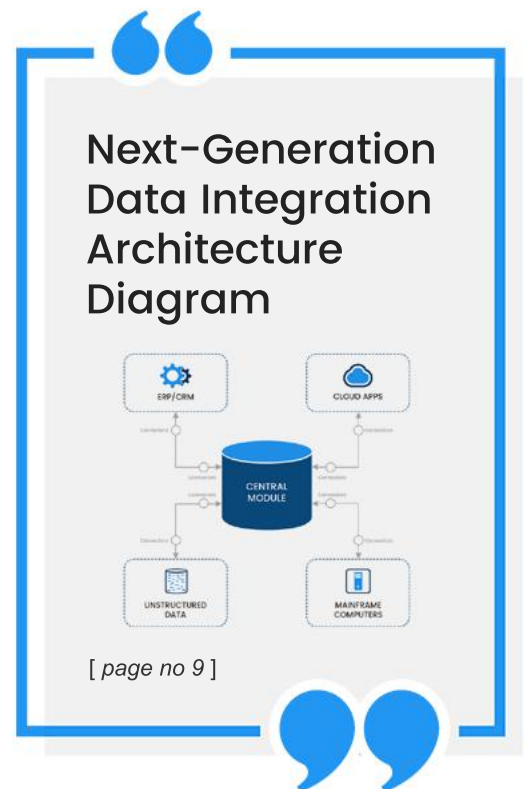 Next-Generation
Data Integration
Architecture
Diagram
ERP/CRM
CLOUD APPS
CENTRAL
MODULE
UNSTRUCTURED
DATA
MAINFRAME
COMPUTERS
[ page no 9 ]